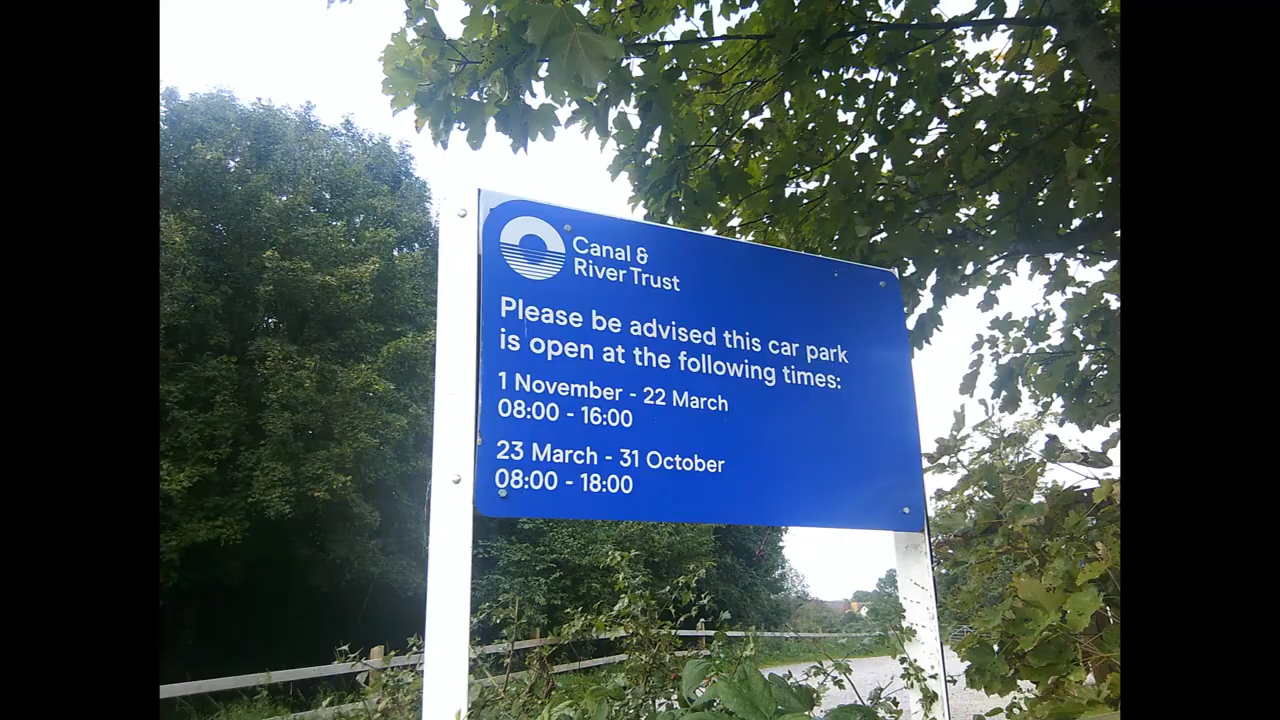 Canal &
River Trust
Please be advised this car park
is open at the following times:
1 November - 22 March
08:00 - 16:00
23 March - 31 October
08:00 - 18:00